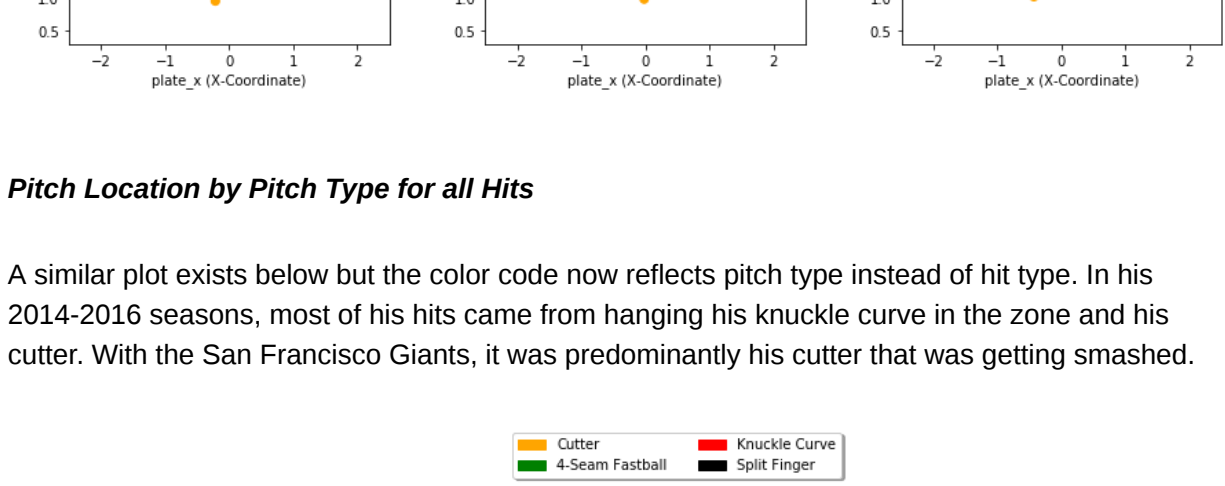 1.0 1.0 1.0
0.5 0.5 0.5
−2 −1 0 1 2 −2 −1 0 1 2 −2 −1 0 1 2
plate_x (X-Coordinate) plate_x (X-Coordinate) plate_x (X-Coordinate)
Pitch Location by Pitch Type for all Hits
A similar plot exists below but the color code now reflects pitch type instead of hit type. In his
2014-2016 seasons, most of his hits came from hanging his knuckle curve in the zone and his
cutter. With the San Francisco Giants, it was predominantly his cutter that was getting smashed.
Cutter Knuckle Curve
4-Seam Fastball Split Finger